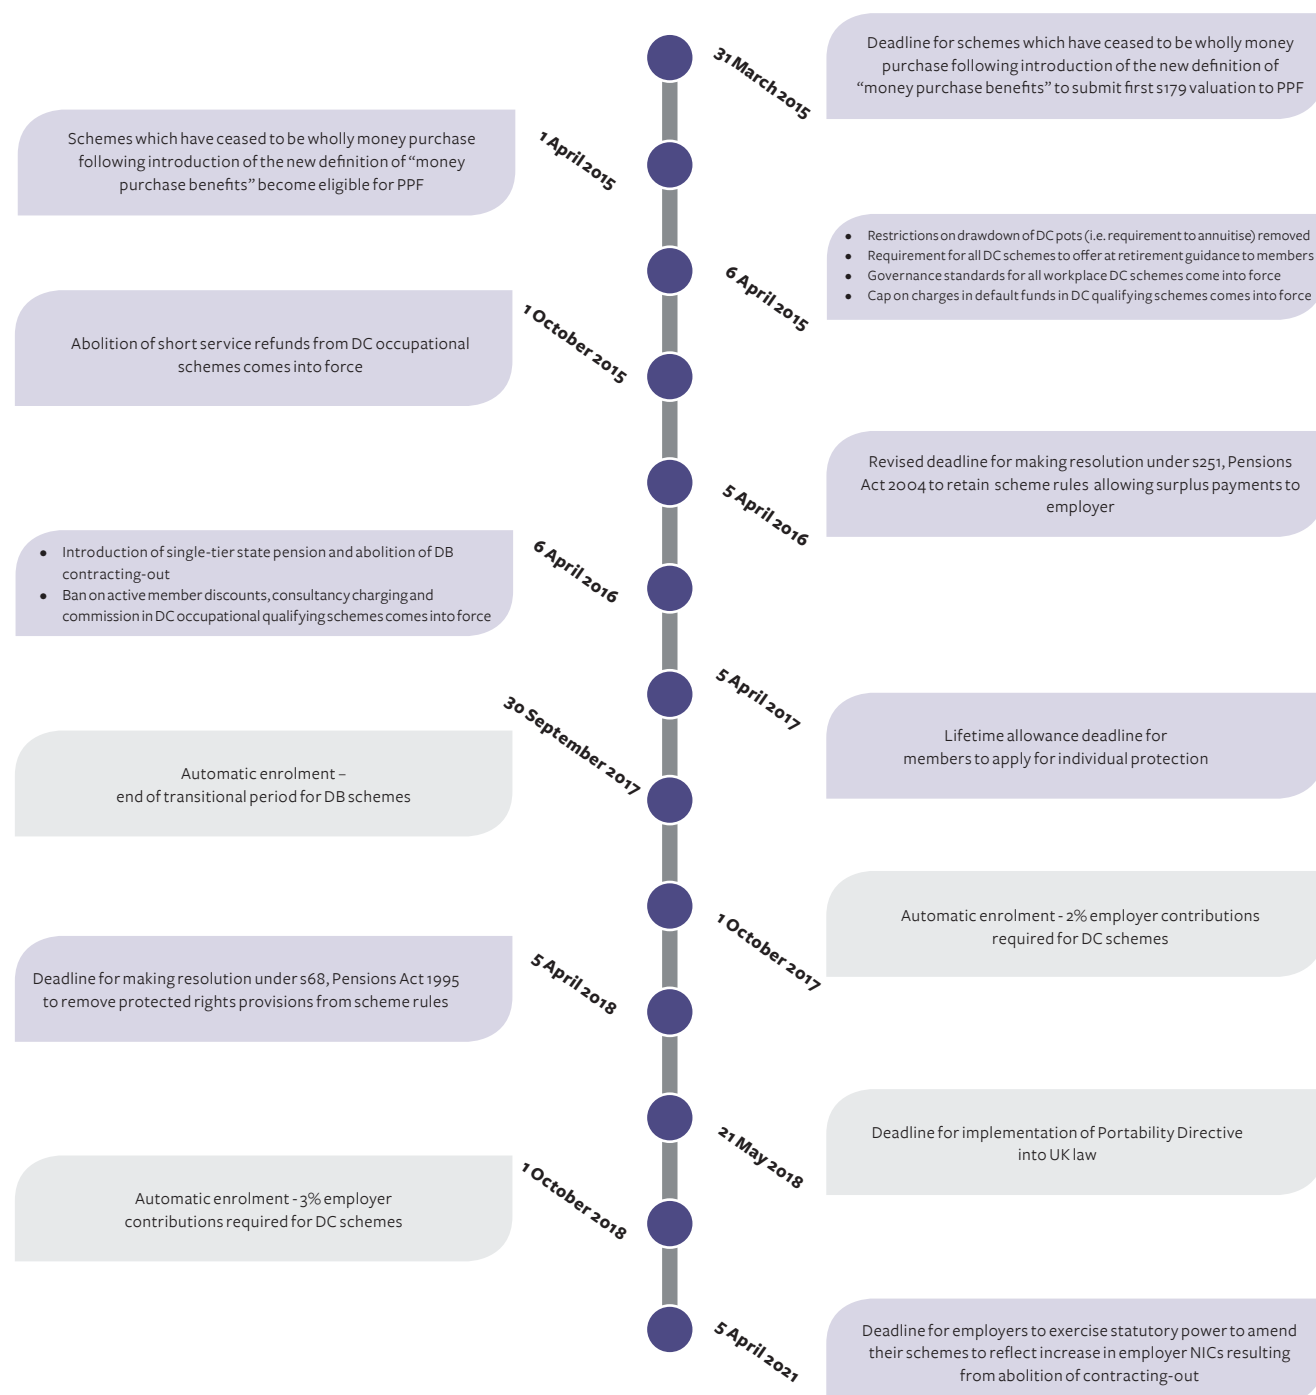 31 March 2015
Deadline for schemes which have ceased to be wholly money
purchase following introduction of the new definition of
“money purchase benefits” to submit first s179 valuation to PPF
1 April 2015
Schemes which have ceased to be wholly money purchase
following introduction of the new definition of “money
purchase benefits” become eligible for PPF
6 April 2015
• Restrictions on drawdown of DC pots (i.e. requirement to annuitise) removed
• Requirement for all DC schemes to offer at retirement guidance to members
• Governance standards for all workplace DC schemes come into force
• Cap on charges in default funds in DC qualifying schemes comes into force
1 October 2015
Abolition of short service refunds from DC occupational
schemes comes into force
5 April 2016
Revised deadline for making resolution under s251, Pensions
Act 2004 to retain scheme rules allowing surplus payments to
employer
6 April 2016
• Introduction of single-tier state pension and abolition of DB
contracting-out
• Ban on active member discounts, consultancy charging and
commission in DC occupational qualifying schemes comes into force
5 April 2017
Lifetime allowance deadline for
members to apply for individual protection
30 September 2017
Automatic enrolment –
end of transitional period for DB schemes
1 October 2017
Automatic enrolment - 2% employer contributions
required for DC schemes
5 April 2018
Deadline for making resolution under s68, Pensions Act 1995
to remove protected rights provisions from scheme rules
21 May 2018
Deadline for implementation of Portability Directive
into UK law
1 October 2018
Automatic enrolment - 3% employer
contributions required for DC schemes
5 April 2021
Deadline for employers to exercise statutory power to amend
their schemes to reflect increase in employer NICs resulting
from abolition of contracting-out